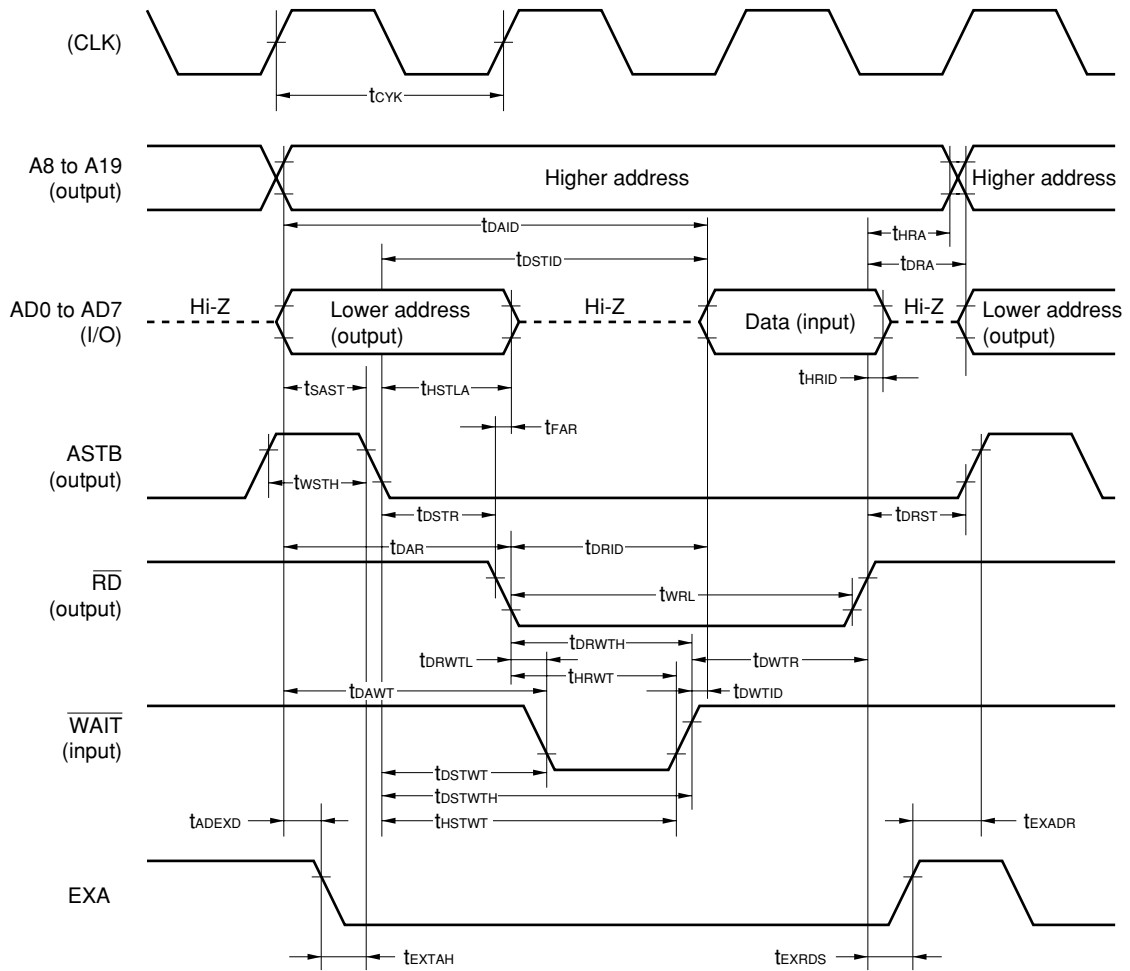 (CLK)
tCYK
A8 to A19
(output)
Higher address
Higher address
tDAID
tHRA
tDSTID
tDRA
AD0 to AD7
(I/O)
Hi-Z
Lower address
(output)
Hi-Z
Data (input)
Hi-Z
Lower address
(output)
tSAST
tHSTLA
tHRID
tFAR
ASTB
(output)
tWSTH
tDSTR
tDRST
tDAR
tDRID
RD
(output)
tWRL
tDRWTH
tDRWTL
tDWTR
tHRWT
tDAWT
tDWTID
WAIT
(input)
tDSTWT
tDSTWTH
tADEXD
tHSTWT
tEXADR
EXA
tEXTAH
tEXRDS